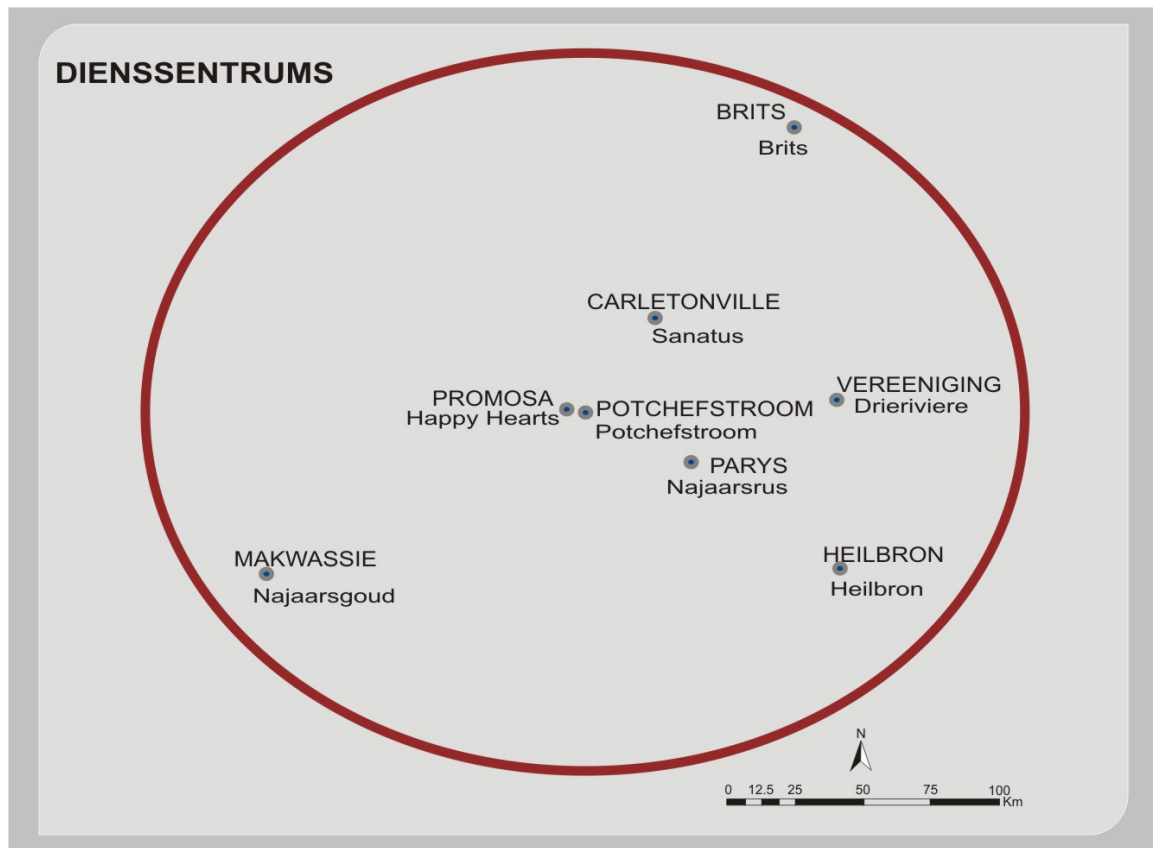 DIENSSENTRUMS
BRITS
Brits
CARLETONVILLE
Sanatus
VEREENIGING
Drieriviere
PROMOSA
Happy Hearts
POTCHEFSTROOM
Potchefstroom
PARYS
Najaarsrus
MAKWASSIE
Najaarsgoud
HEILBRON
Heilbron
N
0 12.5 25 50 75 100
Km